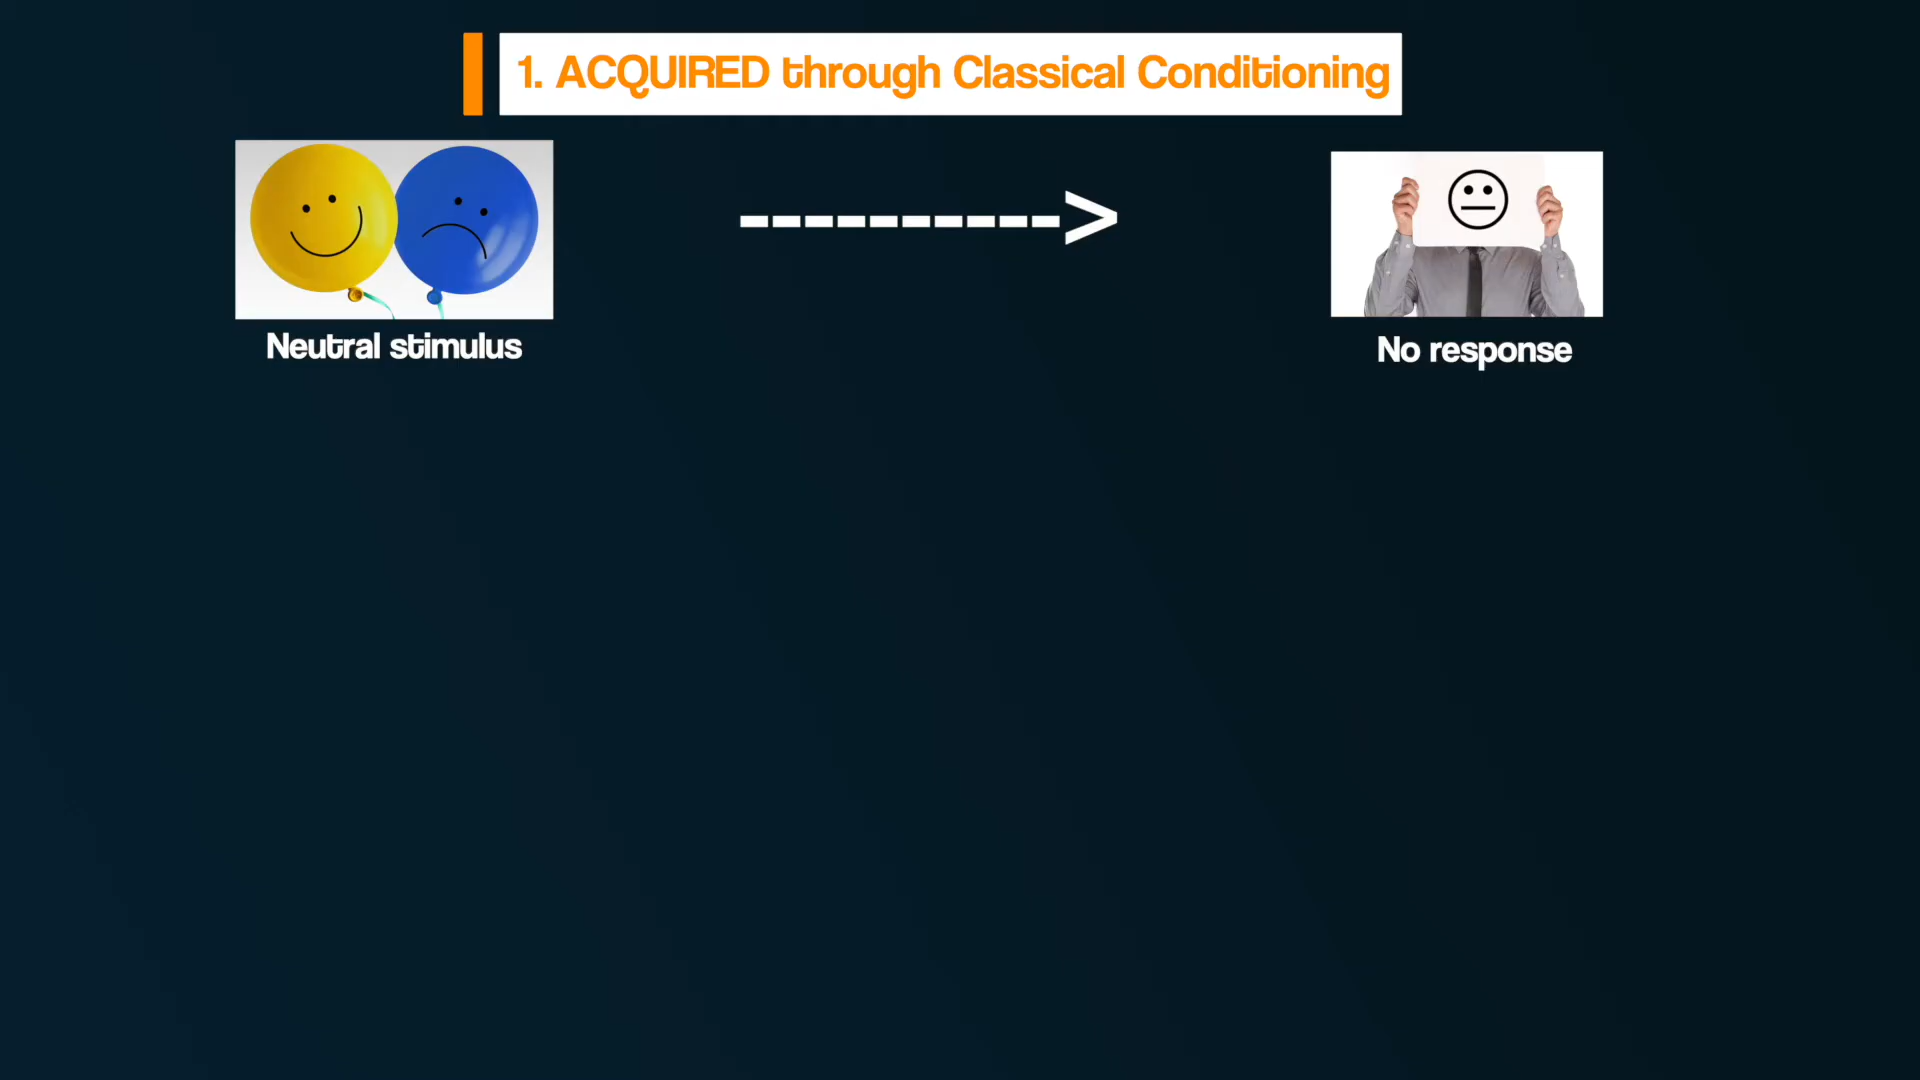 1. ACQUIRED through Classical Conditioning
---------->
Neutral stimulus
No response